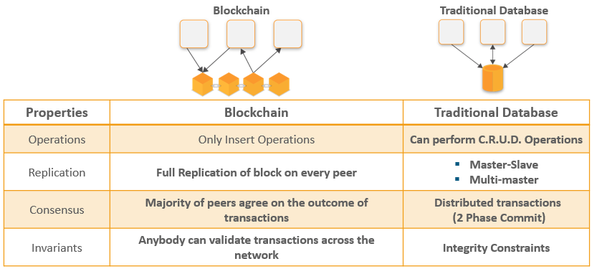 Blockchain
Traditional Database
Properties
Blockchain
Traditional Database
Operations
Only Insert Operations
Can perform C.R.U.D. Operations
Replication
Full Replication of block on every peer
Master-Slave
Multi-master
Consensus
Majority of peers agree on the outcome of
transactions
Distributed transactions
(2 Phase Commit)
Invariants
Anybody can validate transactions across the
network
Integrity Constraints